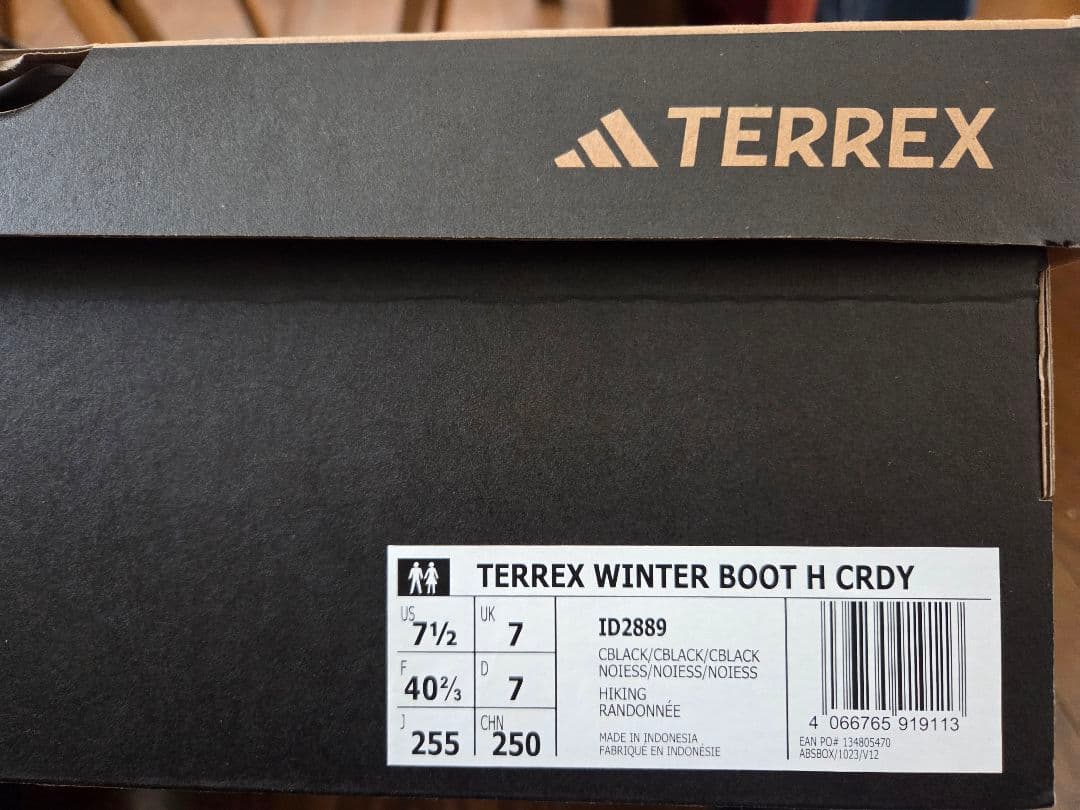 TERREX
TERREX WINTER BOOT H CRDY
US 7½ UK 7
F 40⅔ D 7
J 255 CHN 250
ID2889
CBLACK/CBLACK/CBLACK
NOIESS/NOIESS/NOIESS
HIKING
RANDONNÉE
MADE IN INDONESIA
FABRIQUÉ EN INDONÉSIE
4 066765 919113
EAN PO# 134805470
ABSBOX/1023/V12